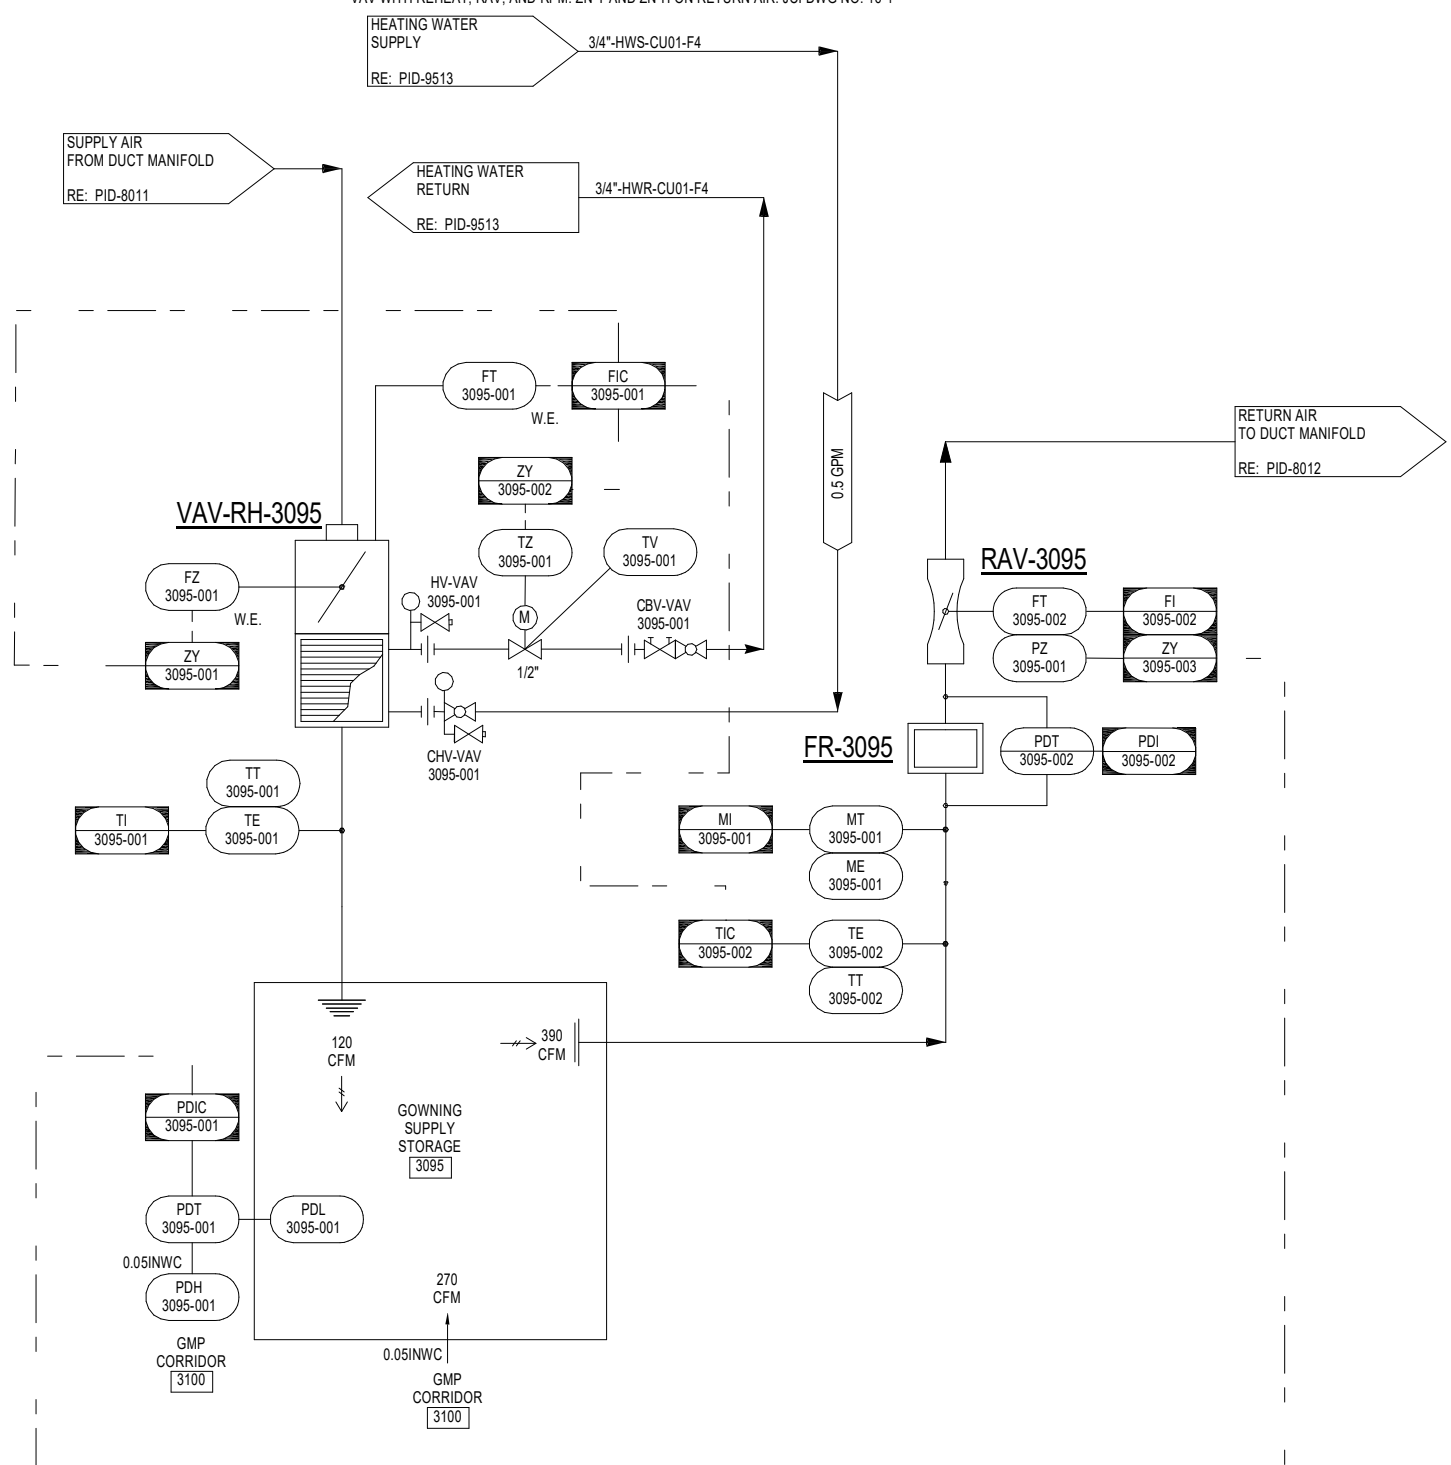 HEATING WATER
SUPPLY
RE: PID-9513
3/4"-HWS-CU01-F4
SUPPLY AIR
FROM DUCT MANIFOLD
RE: PID-8011
HEATING WATER
RETURN
RE: PID-9513
3/4"-HWR-CU01-F4
FT
3095-001
W.E.
FIC
3095-001
RETURN AIR
TO DUCT MANIFOLD
RE: PID-8012
0.5 GPM
ZY
3095-002
VAV-RH-3095
TZ
3095-001
TV
3095-001
RAV-3095
FZ
3095-001
W.E.
HV-VAV
3095-001
M
CBV-VAV
3095-001
FT
3095-002
FI
3095-002
ZY
3095-001
1/2"
PZ
3095-001
ZY
3095-003
FR-3095
PDT
3095-002
PDI
3095-002
CHV-VAV
3095-001
TT
3095-001
TI
3095-001
TE
3095-001
MI
3095-001
MT
3095-001
ME
3095-001
TIC
3095-002
TE
3095-002
TT
3095-002
120
CFM
390
CFM
PDIC
3095-001
GOWNING
SUPPLY
STORAGE
3095
PDT
3095-001
PDL
3095-001
0.05INWC
PDH
3095-001
270
CFM
GMP
CORRIDOR
3100
0.05INWC
GMP
CORRIDOR
3100